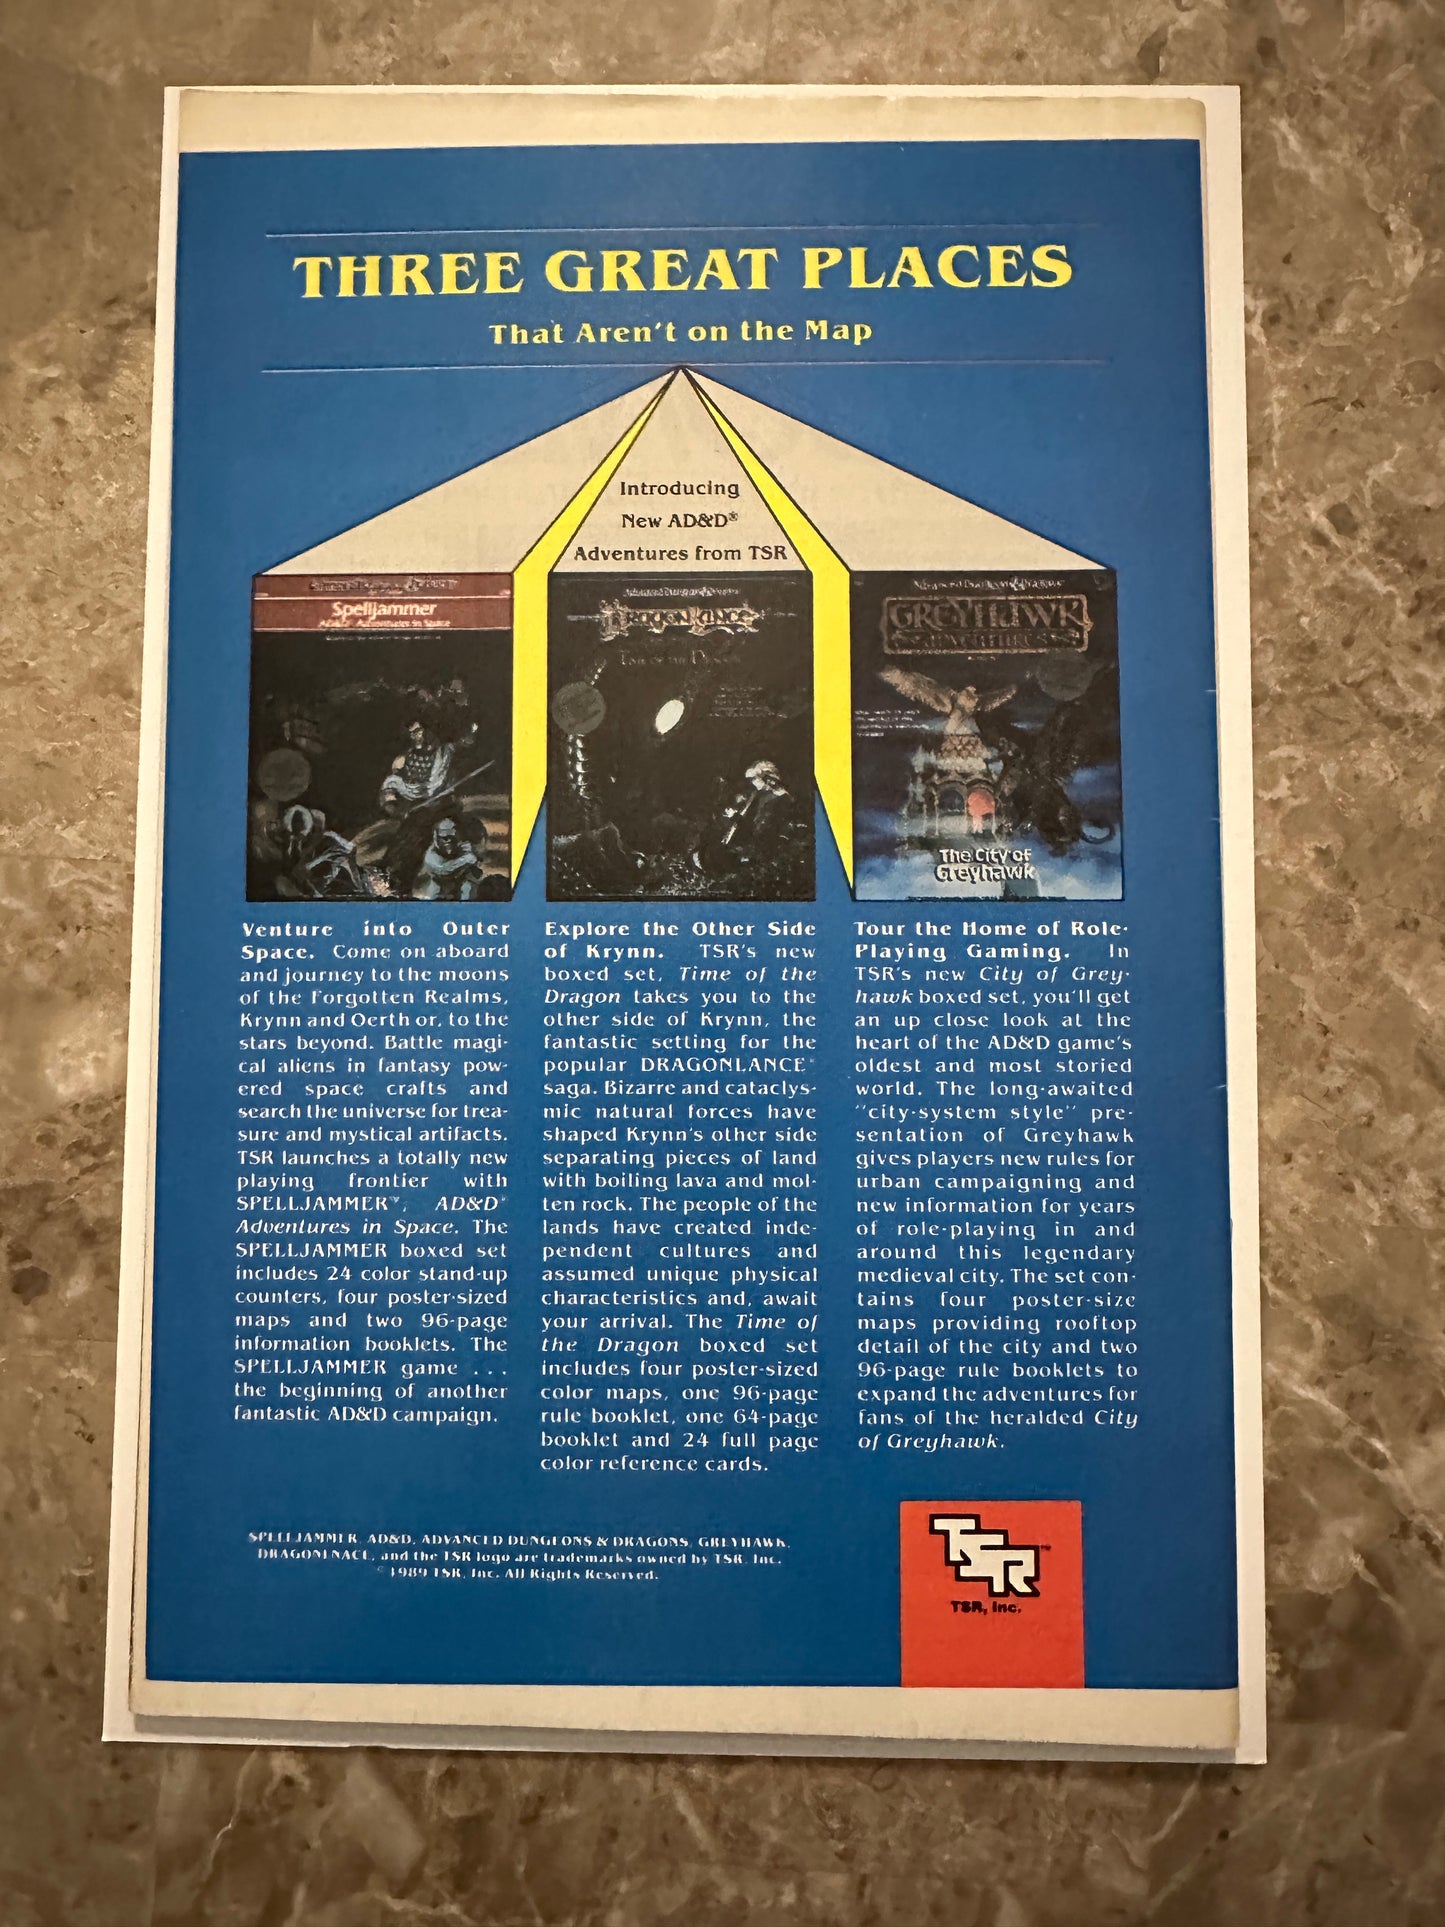 THREE GREAT PLACES
That Aren't on the Map
Introducing
New AD&D®
Adventures from TSR
Spelljammer
AD&D Adventures in Space
DRAGONLANCE
GREYHAWK
ADVENTURES
The City of
Greyhawk
Venture into Outer
Space. Come on aboard
and journey to the moons
of the Forgotten Realms,
Krynn and Oerth or, to the
stars beyond. Battle magi-
cal aliens in fantasy pow-
ered space crafts and
search the universe for trea-
sure and mystical artifacts.
TSR launches a totally new
playing frontier with
SPELLJAMMER™, AD&D®
Adventures in Space. The
SPELLJAMMER boxed set
includes 24 color stand-up
counters, four poster-sized
maps and two 96-page
information booklets. The
SPELLJAMMER game . . .
the beginning of another
fantastic AD&D campaign.
Explore the Other Side
of Krynn. TSR's new
boxed set, Time of the
Dragon takes you to the
other side of Krynn, the
fantastic setting for the
popular DRAGONLANCE®
saga. Bizarre and cataclys-
mic natural forces have
shaped Krynn's other side
separating pieces of land
with boiling lava and mol-
ten rock. The people of the
lands have created inde-
pendent cultures and
assumed unique physical
characteristics and, await
your arrival. The Time of
the Dragon boxed set
includes four poster-sized
color maps, one 96-page
rule booklet, one 64-page
booklet and 24 full page
color reference cards.
Tour the Home of Role-
Playing Gaming. In
TSR's new City of Grey-
hawk boxed set, you'll get
an up close look at the
heart of the AD&D game's
oldest and most storied
world. The long-awaited
"city-system style" pre-
sentation of Greyhawk
gives players new rules for
urban campaigning and
new information for years
of role-playing in and
around this legendary
medieval city. The set con-
tains four poster-size
maps providing rooftop
detail of the city and two
96-page rule booklets to
expand the adventures for
fans of the heralded City
of Greyhawk.
SPELLJAMMER, AD&D, ADVANCED DUNGEONS & DRAGONS, GREYHAWK,
DRAGONLNACE, and the TSR logo are trademarks owned by TSR, Inc.
©1989 TSR, Inc. All Rights Reserved.
TSR™
TSR, Inc.